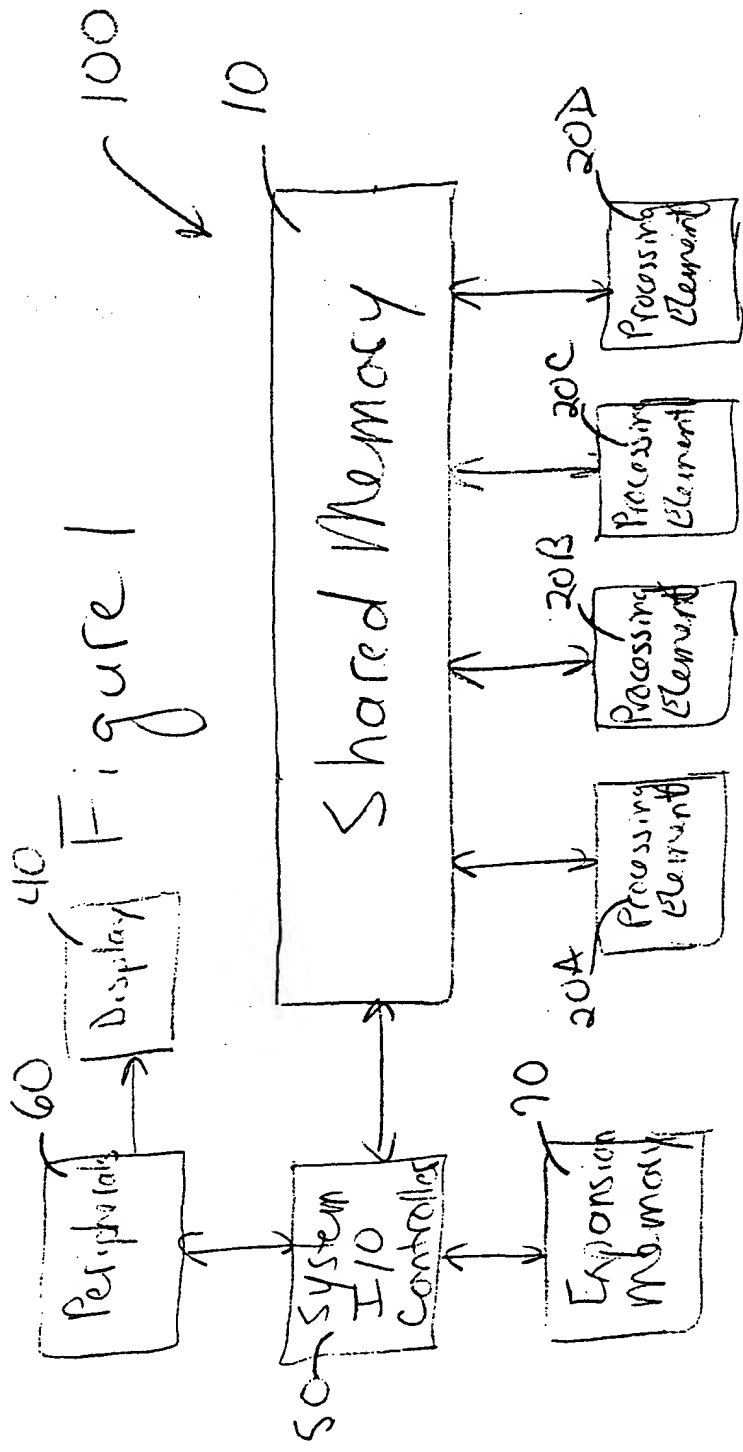 Figure 1
100
10
Shared Memory
60
Peripherals
40
Display
50
System
I/O
Controller
70
Expansion
Memory
20A
Processing
Element
20B
Processing
Element
20C
Processing
Element
20D
Processing
Element